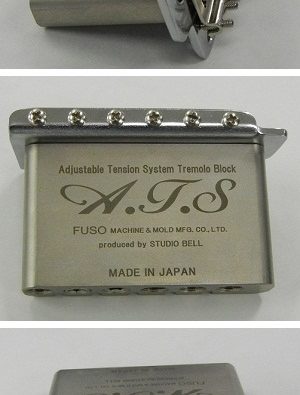 Adjustable Tension System Tremolo Block
A.T.S
FUSO MACHINE & MOLD MFG. CO., LTD.
produced by STUDIO BELL
MADE IN JAPAN